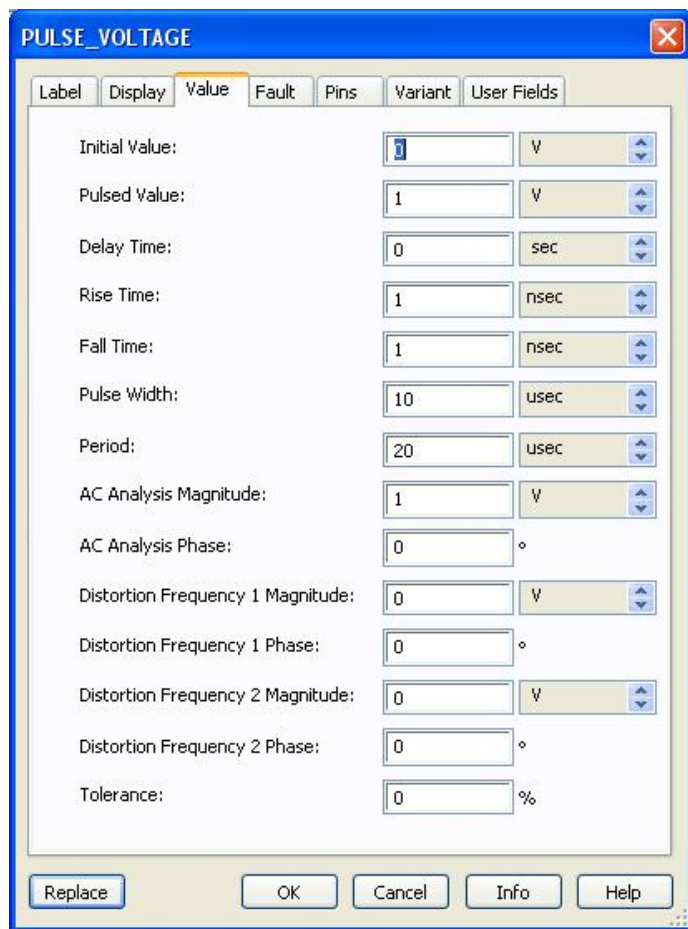 PULSE_VOLTAGE
Label Display Value Fault Pins Variant User Fields
Initial Value: 0 V
Pulsed Value: 1 V
Delay Time: 0 sec
Rise Time: 1 nsec
Fall Time: 1 nsec
Pulse Width: 10 usec
Period: 20 usec
AC Analysis Magnitude: 1 V
AC Analysis Phase: 0 °
Distortion Frequency 1 Magnitude: 0 V
Distortion Frequency 1 Phase: 0 °
Distortion Frequency 2 Magnitude: 0 V
Distortion Frequency 2 Phase: 0 °
Tolerance: 0 %
Replace OK Cancel Info Help